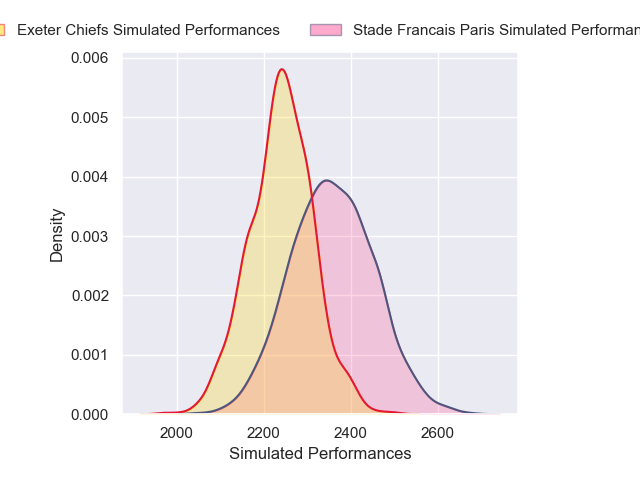 Exeter Chiefs Simulated Performances
Stade Francais Paris Simulated Performan
0.006
0.005
0.004
0.003
0.002
0.001
0.000
Density
2000 2200 2400 2600
Simulated Performances